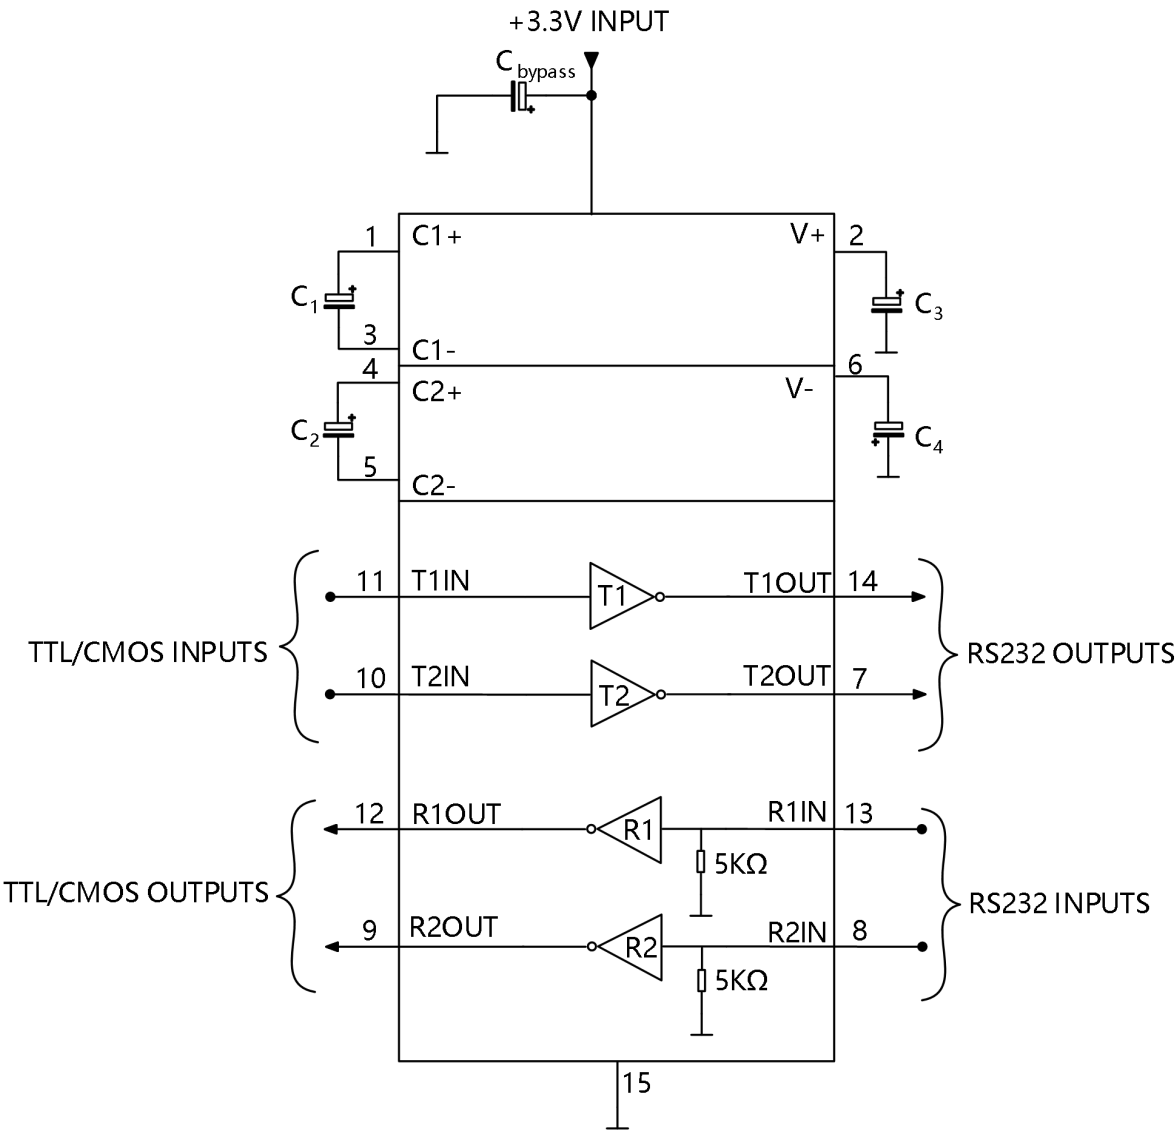 +3.3V INPUT
C bypass
+
1 C1+ V+ 2
C1 + + C3
3 C1-
4 C2+ V- 6
C2 + + C4
5 C2-
11 T1IN T1 T1OUT 14
TTL/CMOS INPUTS RS232 OUTPUTS
10 T2IN T2 T2OUT 7
12 R1OUT R1 R1IN 13
5KΩ
TTL/CMOS OUTPUTS RS232 INPUTS
9 R2OUT R2 R2IN 8
5KΩ
15